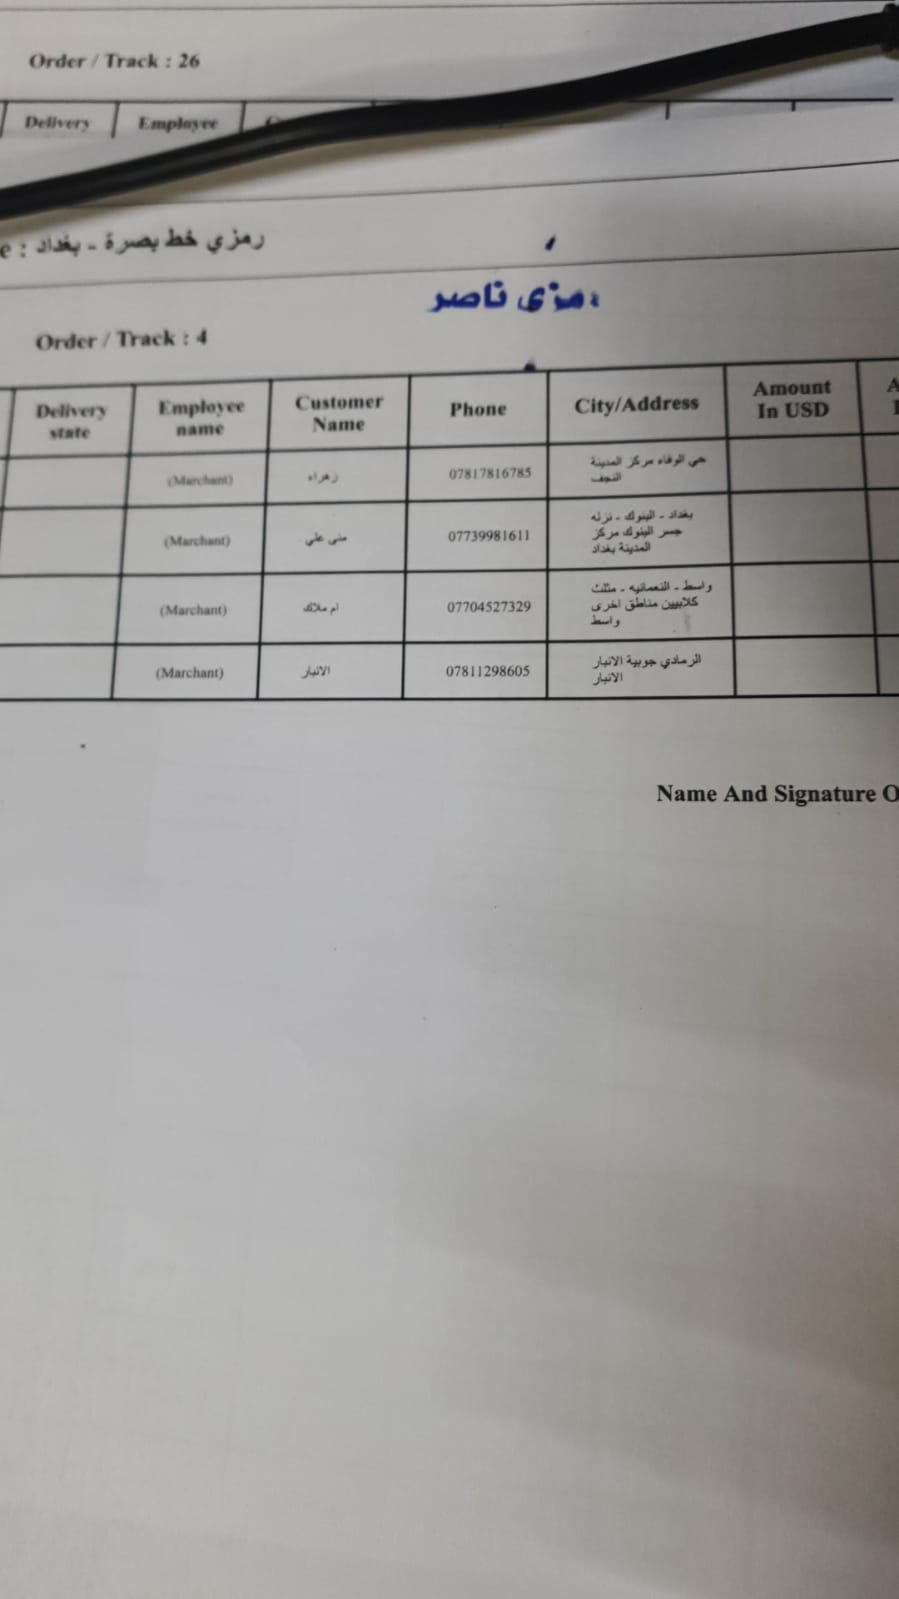 Order / Track : 26
Delivery Employee
e : رمزي خط بصرة - بغداد
رمزي ناصر
Order / Track : 4
Delivery state Employee name Customer Name Phone City/Address Amount In USD
(Marchant) زهراء 07817816785 حي الوفاء مركز المدينة
النجف
(Marchant) منى علي 07739981611 بغداد - البنوك - نزله
جسر البنوك مركز
المدينة بغداد
(Marchant) ام ملاك 07704527329 واسط - النعمانيه - مثلث
كلابيين مناطق اخرى
واسط
(Marchant) الانبار 07811298605 الرمادي جوبية الانبار
الانبار
Name And Signature O